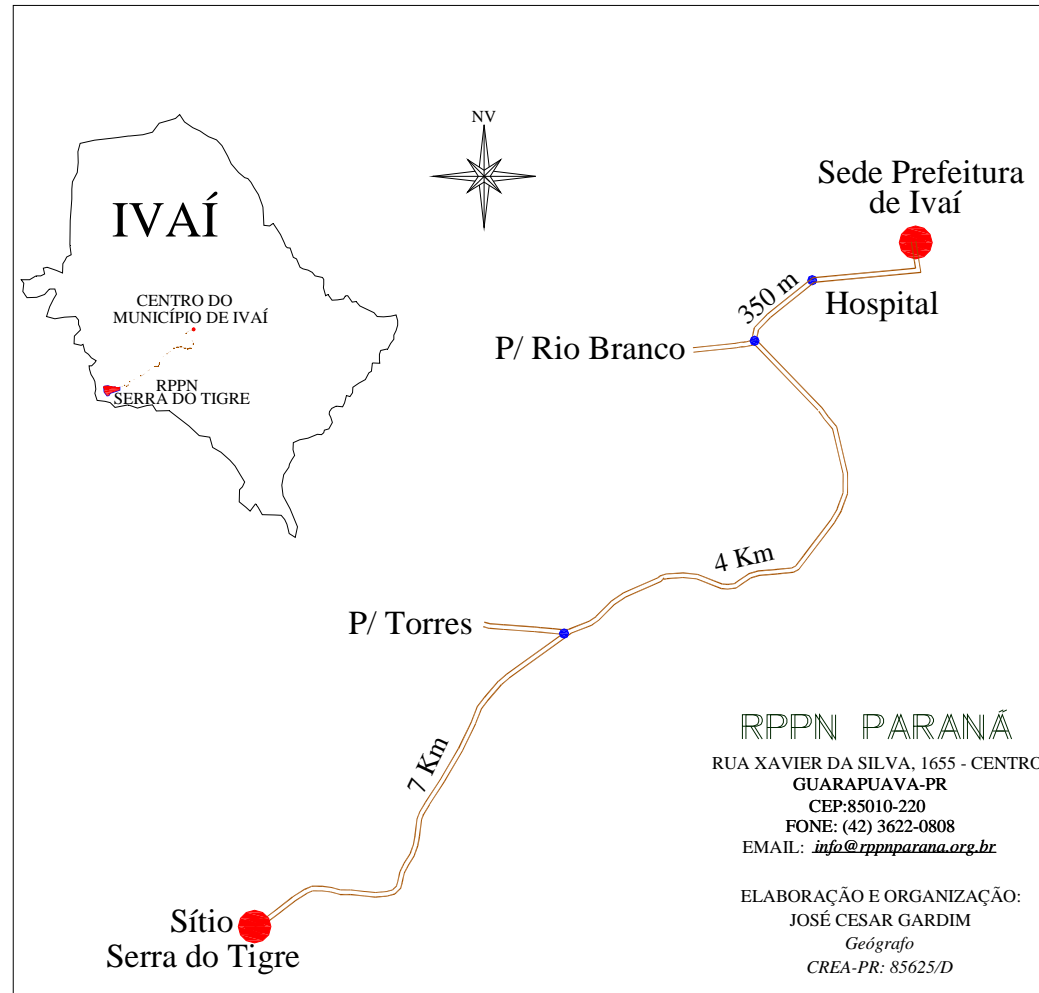 NV
IVAÍ
CENTRO DO
MUNICÍPIO DE IVAÍ
RPPN
SERRA DO TIGRE
Sede Prefeitura
de Ivaí
Hospital
350 m
P/ Rio Branco
4 Km
P/ Torres
7 Km
Sítio
Serra do Tigre
RPPN PARANÃ
RUA XAVIER DA SILVA, 1655 - CENTRO
GUARAPUAVA-PR
CEP:85010-220
FONE: (42) 3622-0808
EMAIL: info@rppnparana.org.br
ELABORAÇÃO E ORGANIZAÇÃO:
JOSÉ CESAR GARDIM
Geógrafo
CREA-PR: 85625/D